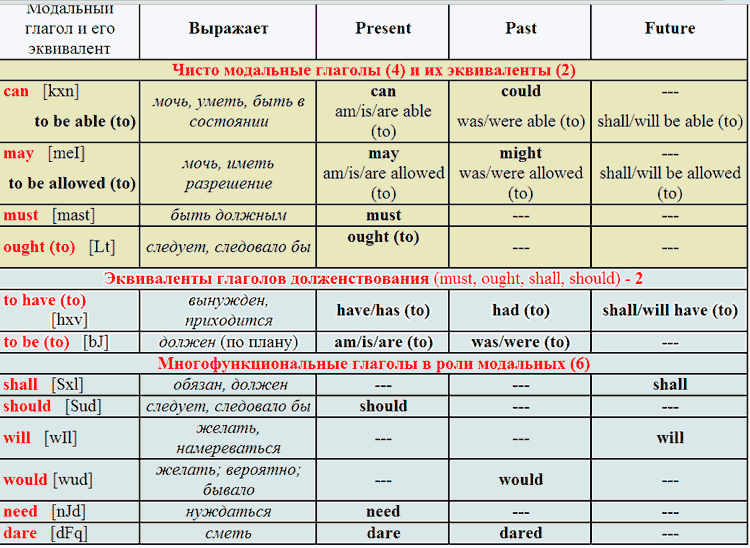 Модальный глагол и его эквивалент | Выражает | Present | Past | Future
Чисто модальные глаголы (4) и их эквиваленты (2)
can [kxn] | мочь, уметь, быть в состоянии | can | could | ---
to be able (to) | am/is/are able (to) | was/were able (to) | shall/will be able (to)
may [meI] | мочь, иметь разрешение | may | might | ---
to be allowed (to) | am/is/are allowed (to) | was/were allowed (to) | shall/will be allowed (to)
must [mast] | быть должным | must | --- | ---
ought (to) [Lt] | следует, следовало бы | ought (to) | --- | ---
Эквиваленты глаголов долженствования (must, ought, shall, should) - 2
to have (to) [hxv] | вынужден, приходится | have/has (to) | had (to) | shall/will have (to)
to be (to) [bJ] | должен (по плану) | am/is/are (to) | was/were (to) | ---
Многофункциональные глаголы в роли модальных (6)
shall [Sxl] | обязан, должен | --- | --- | shall
should [Sud] | следует, следовало бы | should | --- | ---
will [wIl] | желать, намереваться | --- | --- | will
would [wud] | желать; вероятно; бывало | --- | would | ---
need [nJd] | нуждаться | need | --- | ---
dare [dFq] | сметь | dare | dared | ---